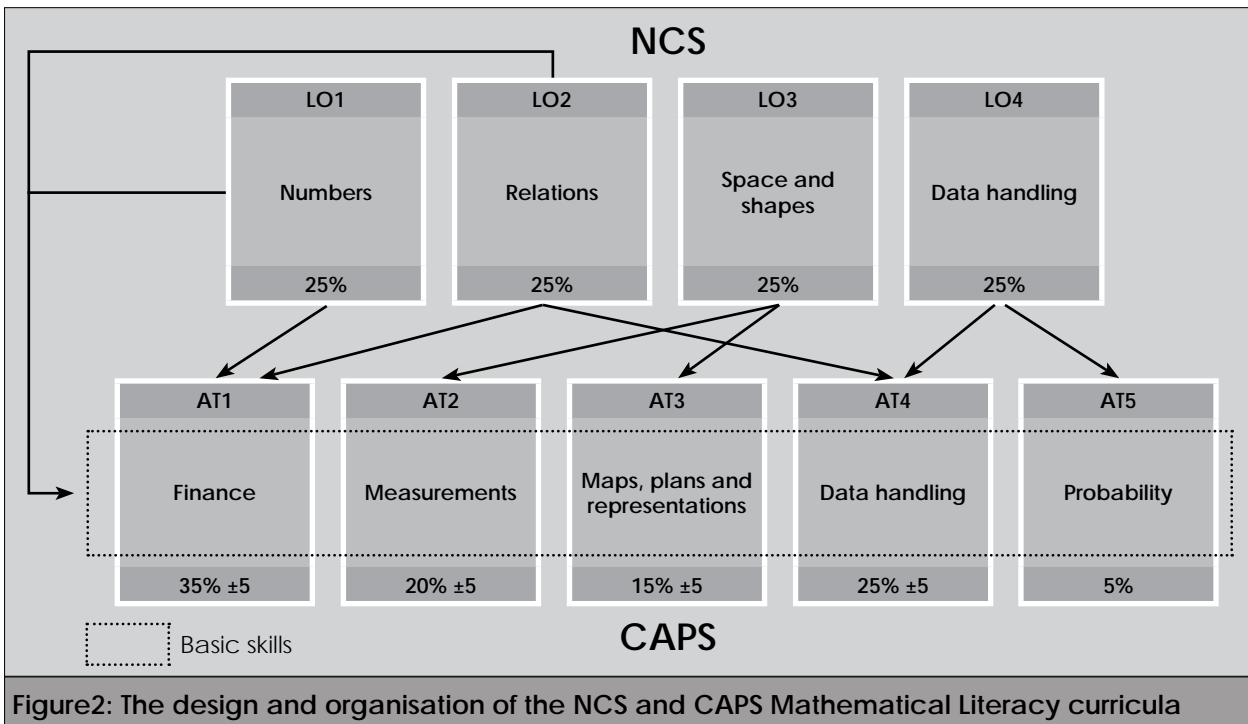 NCS
LO1
Numbers
25%
LO2
Relations
25%
LO3
Space and
shapes
25%
LO4
Data handling
25%
AT1
Finance
35% ±5
AT2
Measurements
20% ±5
AT3
Maps, plans and
representations
15% ±5
AT4
Data handling
25% ±5
AT5
Probability
5%
Basic skills
CAPS
Figure2: The design and organisation of the NCS and CAPS Mathematical Literacy curricula